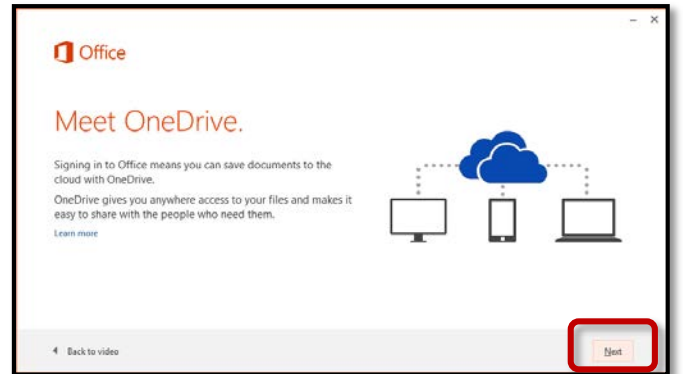 Office
Meet OneDrive.
Signing in to Office means you can save documents to the
cloud with OneDrive.
OneDrive gives you anywhere access to your files and makes it
easy to share with the people who need them.
Learn more
Back to video
Next